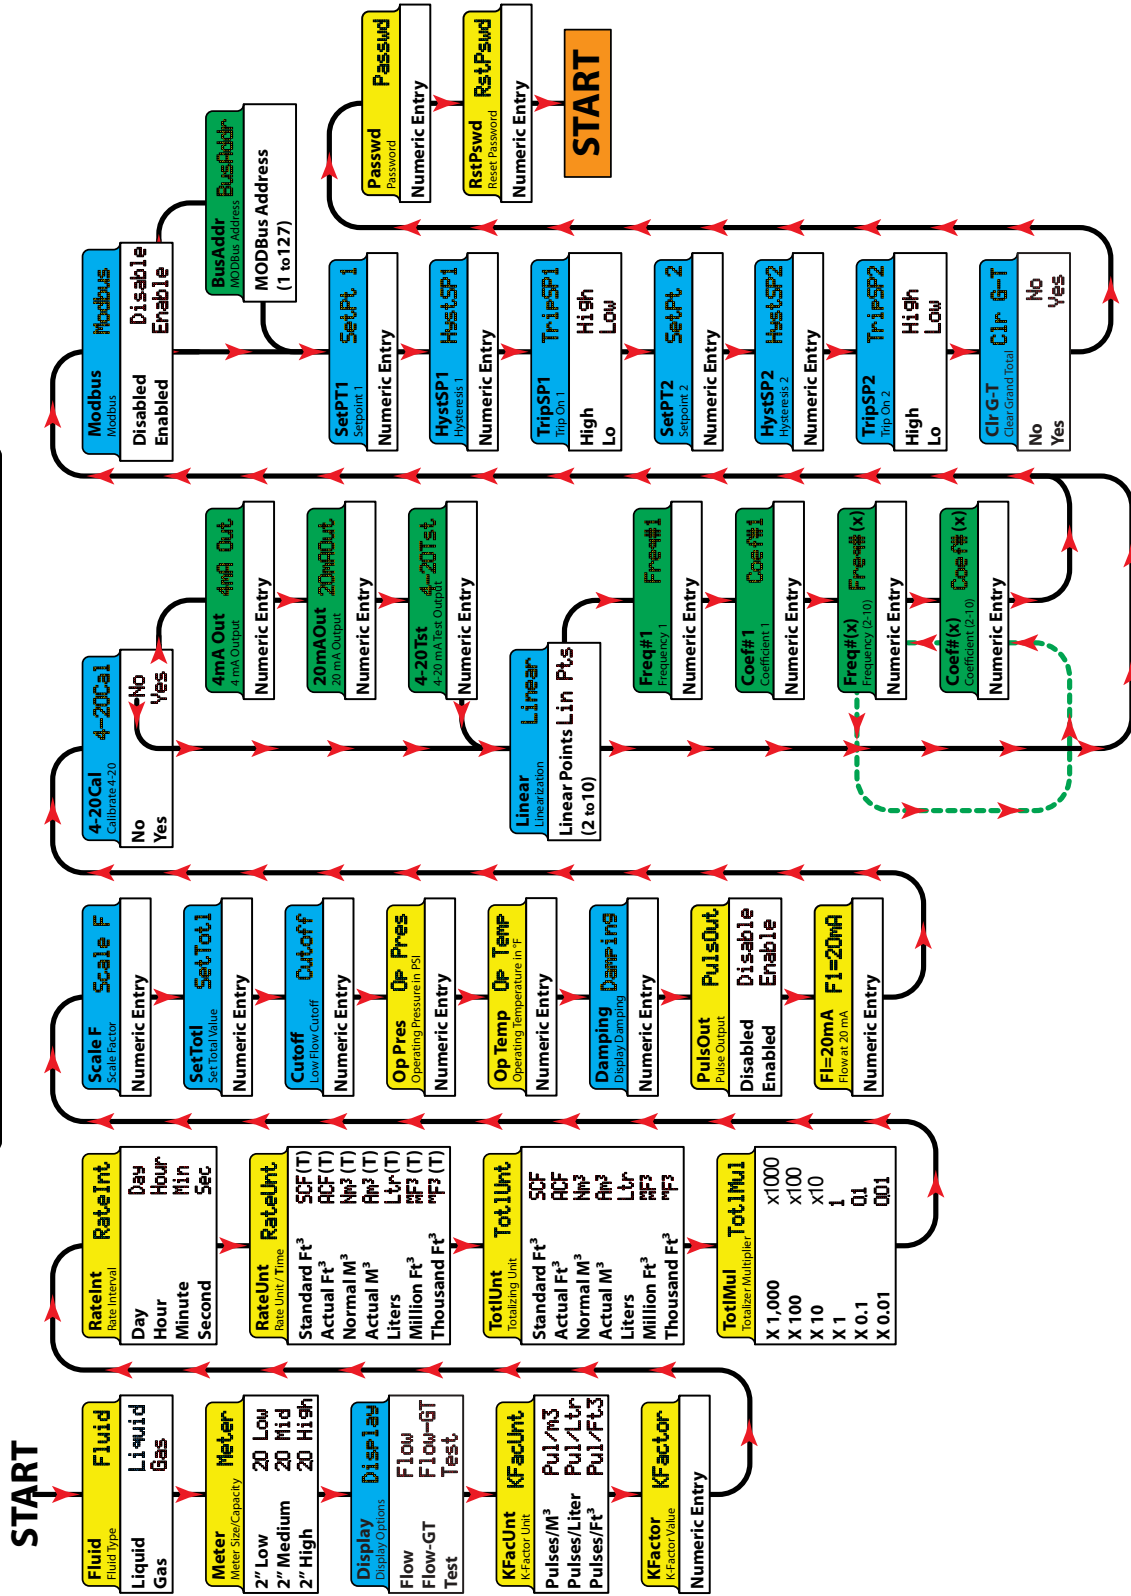 START
Fluid Fluid
Fluid Type
Liquid Liquid
Gas Gas
Meter Meter
Meter Size/Capacity
2” Low 20 Low
2” Medium 20 Mid
2” High 20 High
Display Display
Display Options
Flow Flow
Flow-GT Flow-GT
Test Test
KFacUnt KFacUnt
K-Factor Unit
Pulses/M³ Pul/m3
Pulses/Liter Pul/Ltr
Pulses/Ft³ Pul/Ft3
KFactor KFactor
K-Factor Value
Numeric Entry
RateInt RateInt
Rate Interval
Day Day
Hour Hour
Minute Min
Second Sec
RateUnt RateUnt
Rate Unit / Time
Standard Ft³ SCF(T)
Actual Ft³ ACF(T)
Normal M³ Nm³(T)
Actual M³ Am³(T)
Liters Ltr(T)
Million Ft³ MF³(T)
Thousand Ft³ MF³(T)
TotlUnt TotlUnt
Totalizing Unit
Standard Ft³ SCF
Actual Ft³ ACF
Normal M³ Nm³
Actual M³ Am³
Liters Ltr
Million Ft³ MF³
Thousand Ft³ MF³
TotlMul TotlMul
Totalizer Multiplier
X 1,000 x1000
X 100 x100
X 10 x10
X 1 1
X 0.1 0.1
X 0.01 0.01
Scale F Scale F
Scale Factor
Numeric Entry
SetTotl SetTotl
Set Total Value
Numeric Entry
Cutoff Cutoff
Low Flow Cutoff
Numeric Entry
Op Pres Op Pres
Operating Pressure in PSI
Numeric Entry
Op Temp Op Temp
Operating Temperature in °F
Numeric Entry
Damping Damping
Display Damping
Numeric Entry
PulsOut PulsOut
Pulse Output
Disabled Disable
Enabled Enable
Fl=20mA Fl=20mA
Flow at 20 mA
Numeric Entry
4-20Cal 4-20Cal
Calibrate 4-20
No No
Yes Yes
4mA Out 4mA Out
4 mA Output
Numeric Entry
20mAOut 20mAOut
20 mA Output
Numeric Entry
4-20Tst 4-20Tst
4-20 mA Test Output
Numeric Entry
Linear Linear
Linearization
Linear Points Lin Pts
(2 to 10)
Freq#1 Freq#1
Frequency 1
Numeric Entry
Coef#1 Coef#1
Coefficient 1
Numeric Entry
Freq#(x) Freq#(x)
Frequency (2-10)
Numeric Entry
Coef#(x) Coef#(x)
Coefficient (2-10)
Numeric Entry
Modbus Modbus
Modbus
Disabled Disable
Enabled Enable
BusAddr BusAddr
MODBus Address
MODBus Address
(1 to127)
SetPT1 SetPt 1
Setpoint 1
Numeric Entry
HystSP1 HystSP1
Hysteresis 1
Numeric Entry
TripSP1 TripSP1
Trip On 1
High High
Lo Low
SetPT2 SetPt 2
Setpoint 2
Numeric Entry
HystSP2 HystSP2
Hysteresis 2
Numeric Entry
TripSP2 TripSP2
Trip On 2
High High
Lo Low
Clr G-T Clr G-T
Clear Grand Total
No No
Yes Yes
Passwd Passwd
Password
Numeric Entry
RstPswd RstPswd
Reset Password
Numeric Entry
START